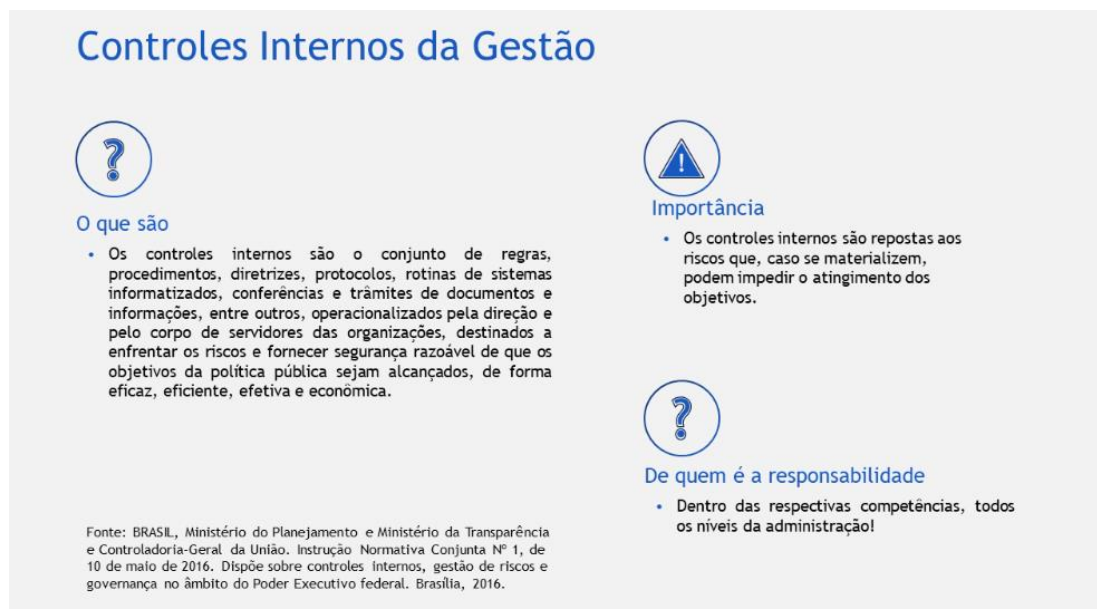 Controles Internos da Gestão
O que são
• Os controles internos são o conjunto de regras,
procedimentos, diretrizes, protocolos, rotinas de sistemas
informatizados, conferências e trâmites de documentos e
informações, entre outros, operacionalizados pela direção e
pelo corpo de servidores das organizações, destinados a
enfrentar os riscos e fornecer segurança razoável de que os
objetivos da política pública sejam alcançados, de forma
eficaz, eficiente, efetiva e econômica.
Fonte: BRASIL, Ministério do Planejamento e Ministério da Transparência
e Controladoria-Geral da União. Instrução Normativa Conjunta Nº 1, de
10 de maio de 2016. Dispõe sobre controles internos, gestão de riscos e
governança no âmbito do Poder Executivo federal. Brasília, 2016.
Importância
• Os controles internos são repostas aos
riscos que, caso se materializem,
podem impedir o atingimento dos
objetivos.
De quem é a responsabilidade
• Dentro das respectivas competências, todos
os níveis da administração!